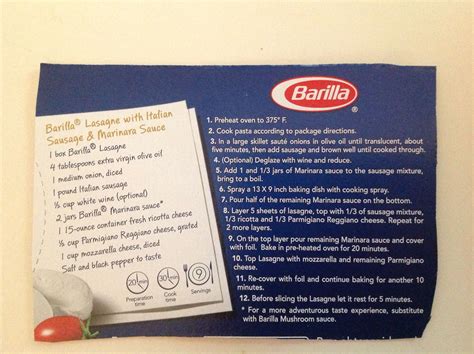 Barilla®
Barilla® Lasagne with Italian
Sausage & Marinara Sauce
1 box Barilla® Lasagne
4 tablespoons extra virgin olive oil
1 medium onion, diced
1 pound Italian sausage
½ cup white wine (optional)
2 jars Barilla® Marinara sauce*
1 15-ounce container fresh ricotta cheese
½ cup Parmigiano Reggiano cheese, grated
1 cup mozzarella cheese, diced
Salt and black pepper to taste
20 min
Preparation
time
30 min
Cook
time
9
Servings
1. Preheat oven to 375° F.
2. Cook pasta according to package directions.
3. In a large skillet sauté onions in olive oil until translucent, about
five minutes, then add sausage and brown well until cooked through.
4. (Optional) Deglaze with wine and reduce.
5. Add 1 and 1/3 jars of Marinara sauce to the sausage mixture,
bring to a boil.
6. Spray a 13 X 9 inch baking dish with cooking spray.
7. Pour half of the remaining Marinara sauce on the bottom.
8. Layer 5 sheets of lasagne, top with 1/3 of sausage mixture,
1/3 ricotta and 1/3 Parmigiano Reggiano cheese. Repeat for
2 more layers.
9. On the top layer pour remaining Marinara sauce and cover
with foil. Bake in pre-heated oven for 20 minutes.
10. Top Lasagne with mozzarella and remaining Parmigiano
cheese.
11. Re-cover with foil and continue baking for another 10
minutes.
12. Before slicing the Lasagne let it rest for 5 minutes.
* For a more adventurous taste experience, substitute
with Barilla Mushroom sauce.